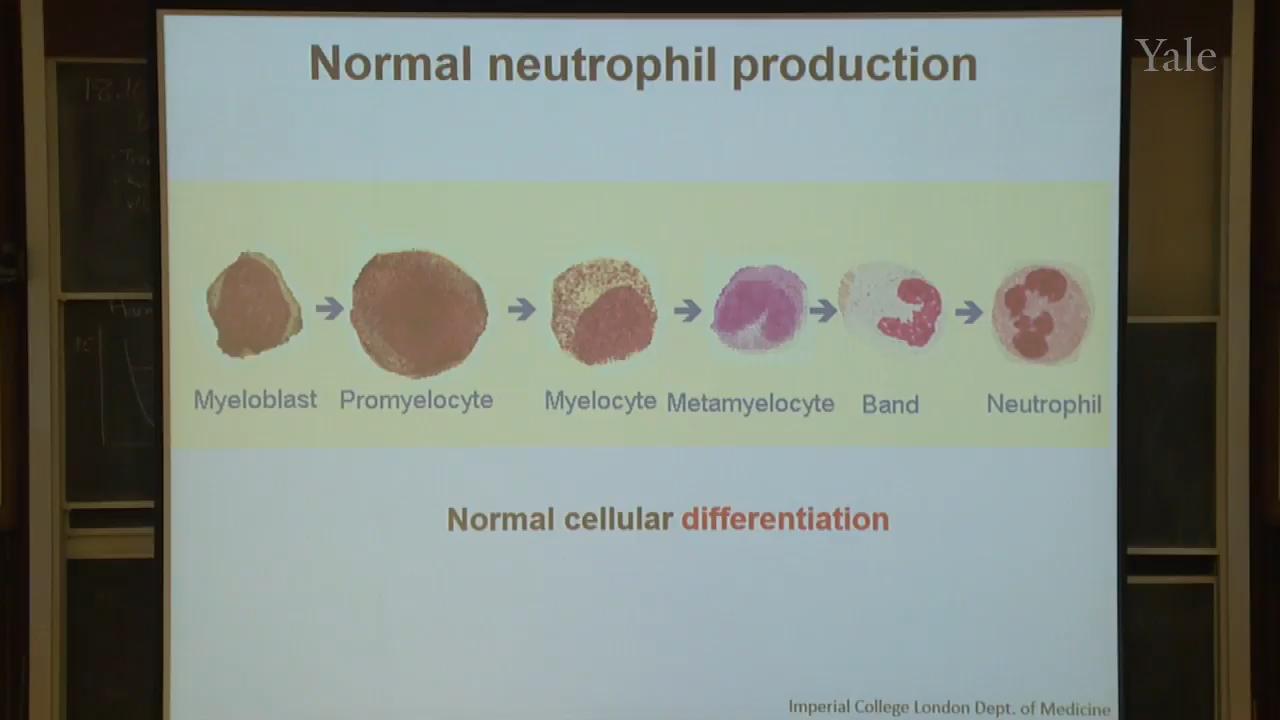 Normal neutrophil production
Yale
Myeloblast Promyelocyte Myelocyte Metamyelocyte Band Neutrophil
Normal cellular differentiation
Imperial College London Dept. of Medicine